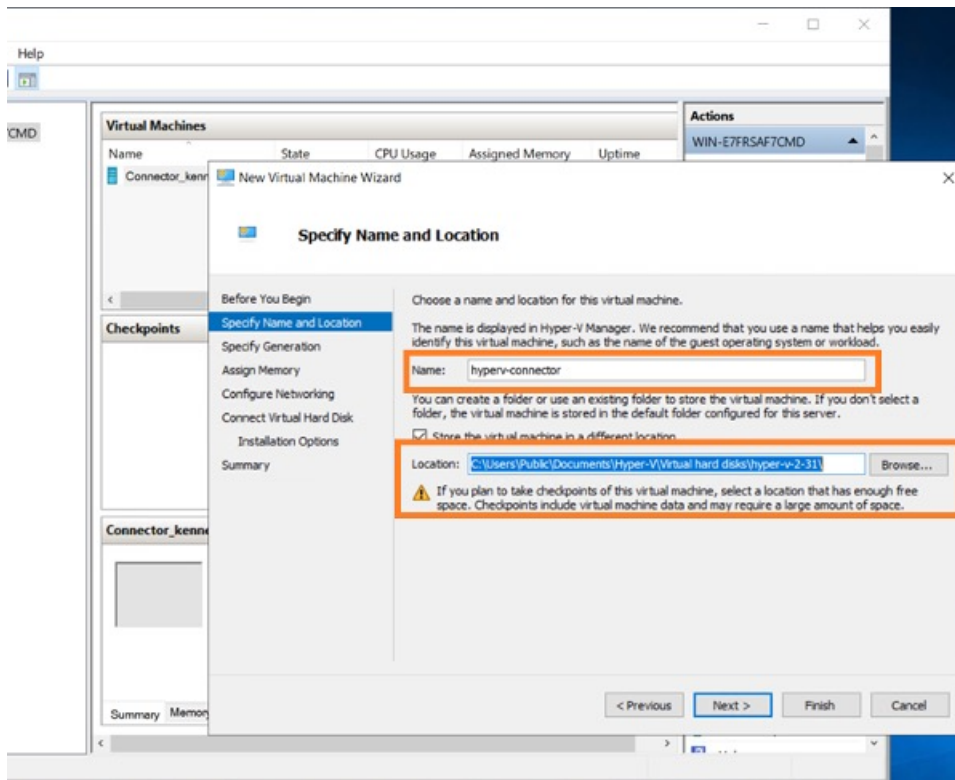 Help
CMD
Virtual Machines
Name State CPU Usage Assigned Memory Uptime
Connector_kenn
Actions
WIN-E7FRSAF7CMD
New Virtual Machine Wizard
Specify Name and Location
Before You Begin
Specify Name and Location
Specify Generation
Assign Memory
Configure Networking
Connect Virtual Hard Disk
Installation Options
Summary
Choose a name and location for this virtual machine.
The name is displayed in Hyper-V Manager. We recommend that you use a name that helps you easily
identify this virtual machine, such as the name of the guest operating system or workload.
Name: hyperv-connector
You can create a folder or use an existing folder to store the virtual machine. If you don't select a
folder, the virtual machine is stored in the default folder configured for this server.
Store the virtual machine in a different location
Location: C:\Users\Public\Documents\Hyper-V\Virtual hard disks\hyper-v-2-31\ Browse...
If you plan to take checkpoints of this virtual machine, select a location that has enough free
space. Checkpoints include virtual machine data and may require a large amount of space.
< Previous Next > Finish Cancel
Checkpoints
Connector_kenne
Summary Memor